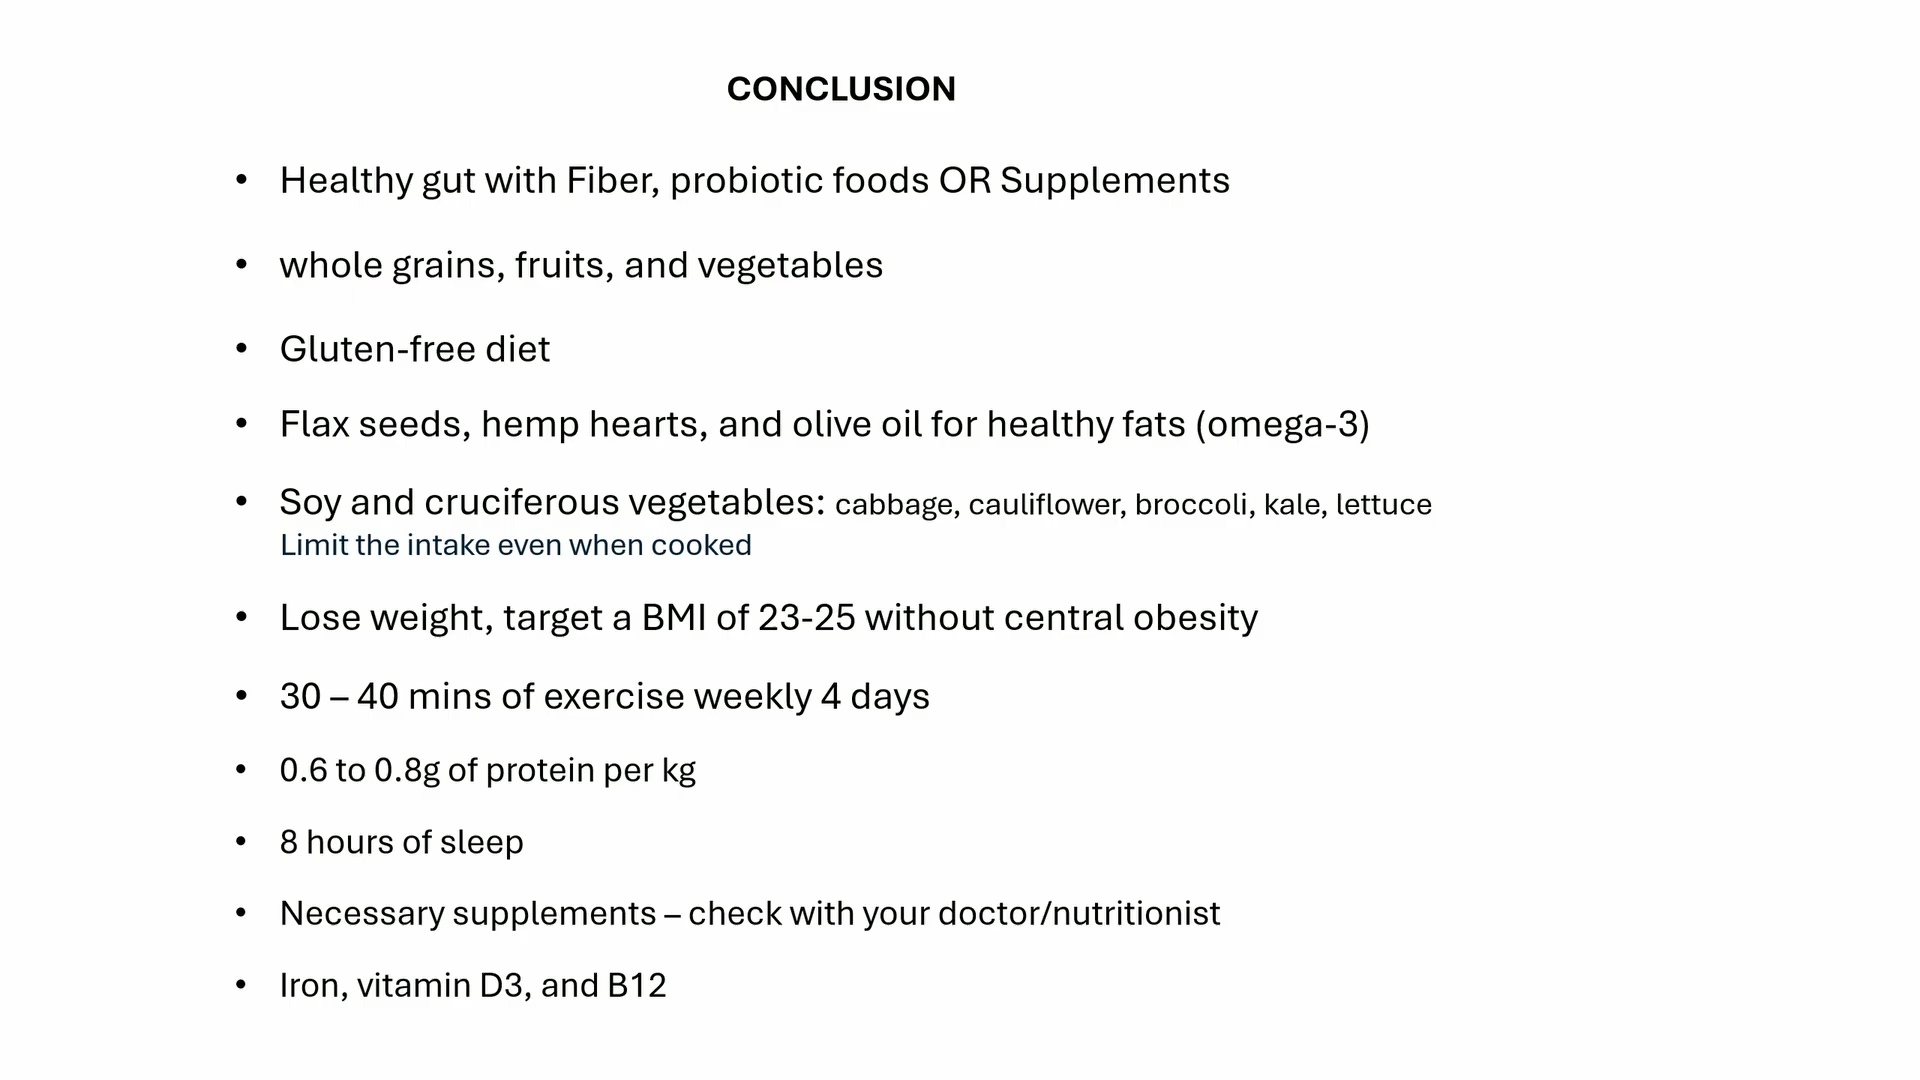 CONCLUSION
• Healthy gut with Fiber, probiotic foods OR Supplements
• whole grains, fruits, and vegetables
• Gluten-free diet
• Flax seeds, hemp hearts, and olive oil for healthy fats (omega-3)
• Soy and cruciferous vegetables: cabbage, cauliflower, broccoli, kale, lettuce
Limit the intake even when cooked
• Lose weight, target a BMI of 23-25 without central obesity
• 30 – 40 mins of exercise weekly 4 days
• 0.6 to 0.8g of protein per kg
• 8 hours of sleep
• Necessary supplements – check with your doctor/nutritionist
• Iron, vitamin D3, and B12